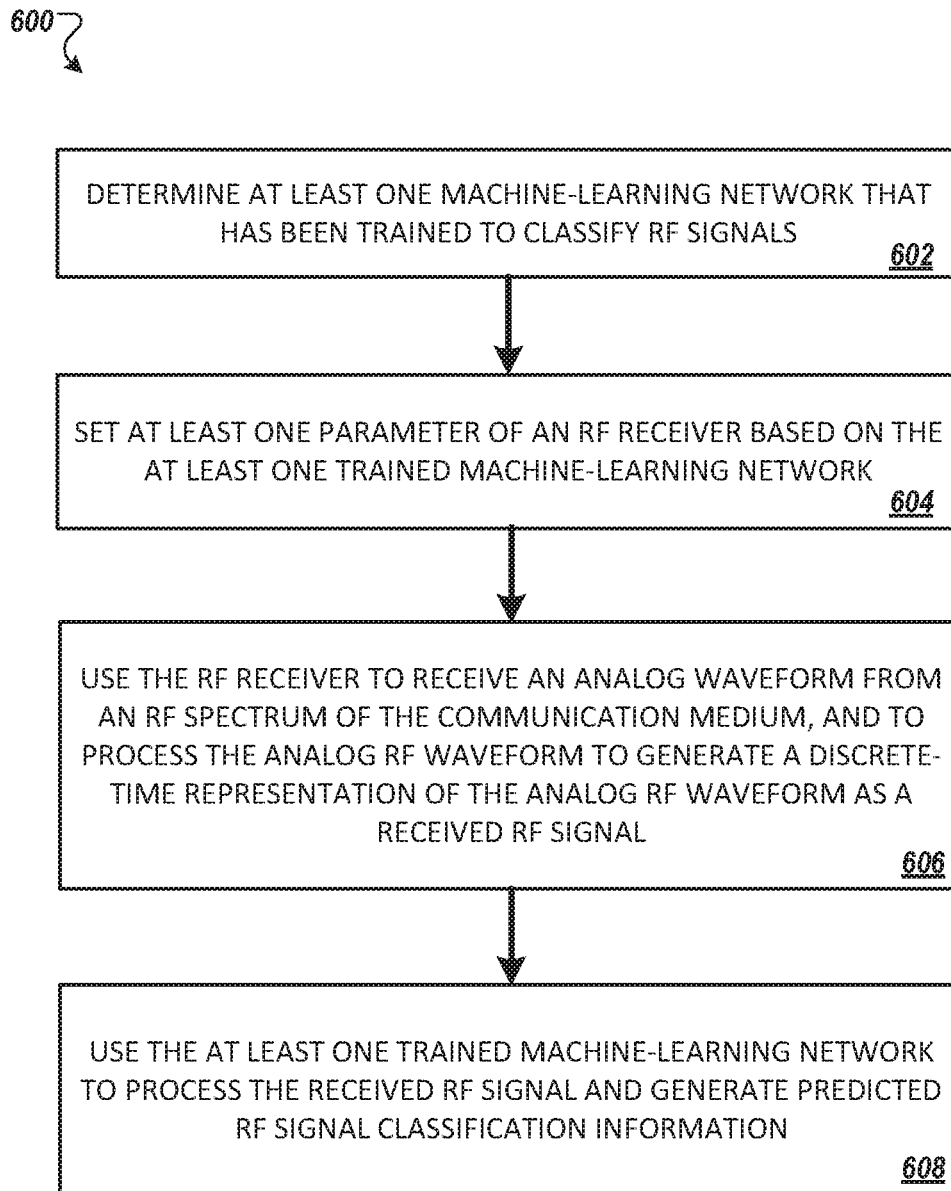 600
DETERMINE AT LEAST ONE MACHINE-LEARNING NETWORK THAT
HAS BEEN TRAINED TO CLASSIFY RF SIGNALS
602
SET AT LEAST ONE PARAMETER OF AN RF RECEIVER BASED ON THE
AT LEAST ONE TRAINED MACHINE-LEARNING NETWORK
604
USE THE RF RECEIVER TO RECEIVE AN ANALOG WAVEFORM FROM
AN RF SPECTRUM OF THE COMMUNICATION MEDIUM, AND TO
PROCESS THE ANALOG RF WAVEFORM TO GENERATE A DISCRETE-
TIME REPRESENTATION OF THE ANALOG RF WAVEFORM AS A
RECEIVED RF SIGNAL
606
USE THE AT LEAST ONE TRAINED MACHINE-LEARNING NETWORK
TO PROCESS THE RECEIVED RF SIGNAL AND GENERATE PREDICTED
RF SIGNAL CLASSIFICATION INFORMATION
608